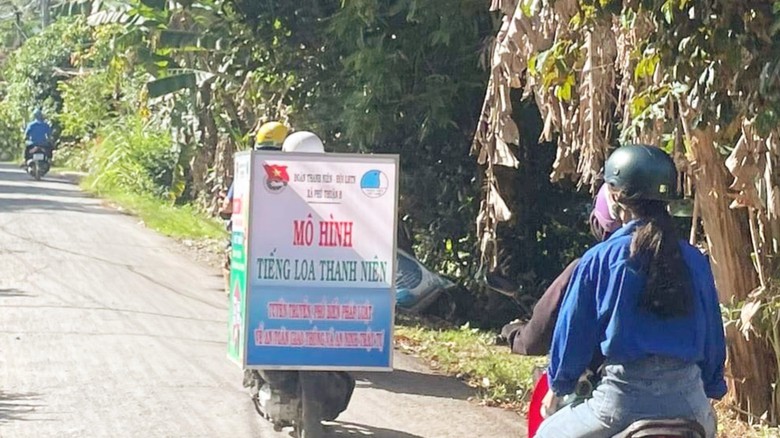 ĐOÀN THANH NIÊN - HỘI LHTN
XÃ PHÚ THUẬN B
MÔ HÌNH
TIẾNG LOA THANH NIÊN
TUYÊN TRUYỀN PHỔ BIẾN PHÁP LUẬT
VỀ AN TOÀN GIAO THÔNG VÀ AN NINH TRẬT TỰ